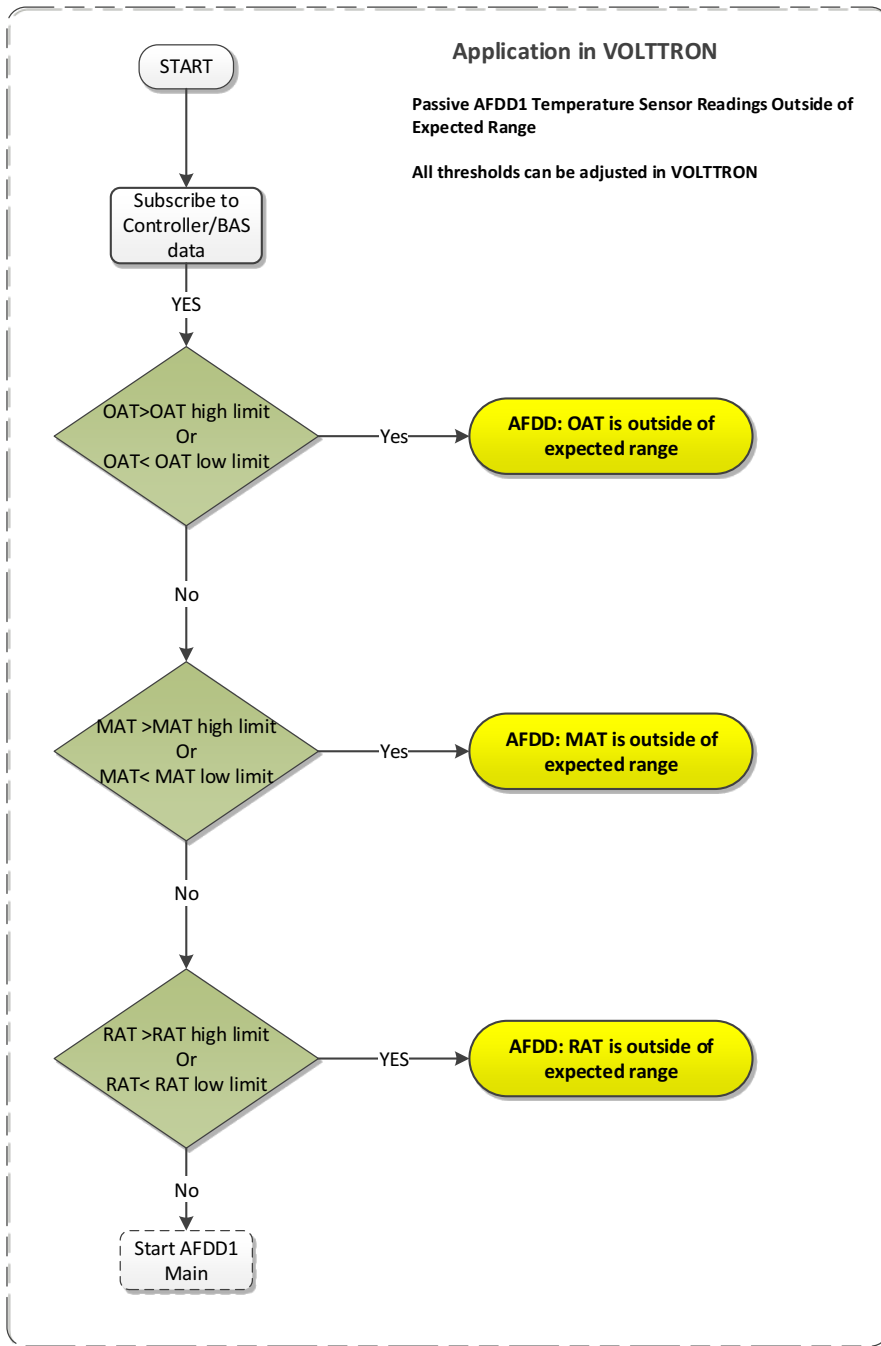 Application in VOLTTRON
Passive AFDD1 Temperature Sensor Readings Outside of
Expected Range
All thresholds can be adjusted in VOLTTRON
START
Subscribe to
Controller/BAS
data
YES
OAT>OAT high limit
Or
OAT< OAT low limit
Yes
AFDD: OAT is outside of
expected range
No
MAT >MAT high limit
Or
MAT< MAT low limit
Yes
AFDD: MAT is outside of
expected range
No
RAT >RAT high limit
Or
RAT< RAT low limit
YES
AFDD: RAT is outside of
expected range
No
Start AFDD1
Main